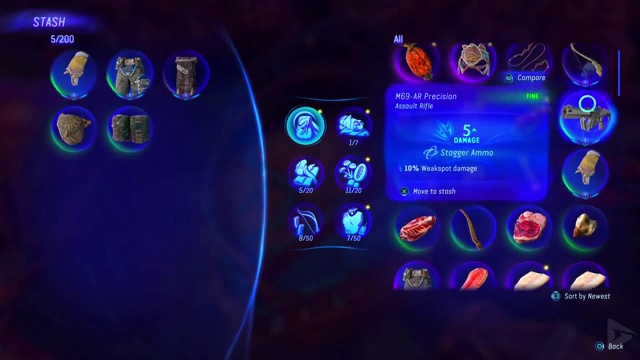 STASH
5/200
All
Compare
M69-AR Precision
FINE
Assault Rifle
5
DAMAGE
Stagger Ammo
10% Weakspot damage
Move to stash
1/7
5/20
11/20
8/50
7/50
Sort by Newest
Back